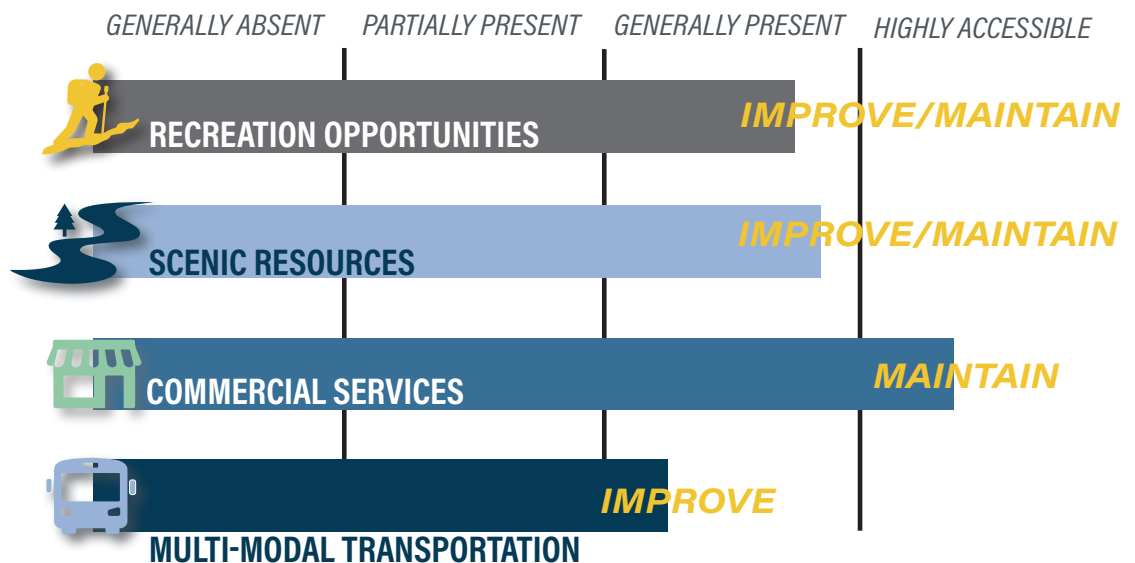 GENERALLY ABSENT PARTIALLY PRESENT GENERALLY PRESENT HIGHLY ACCESSIBLE
RECREATION OPPORTUNITIES IMPROVE/MAINTAIN
SCENIC RESOURCES IMPROVE/MAINTAIN
COMMERCIAL SERVICES MAINTAIN
IMPROVE
MULTI-MODAL TRANSPORTATION